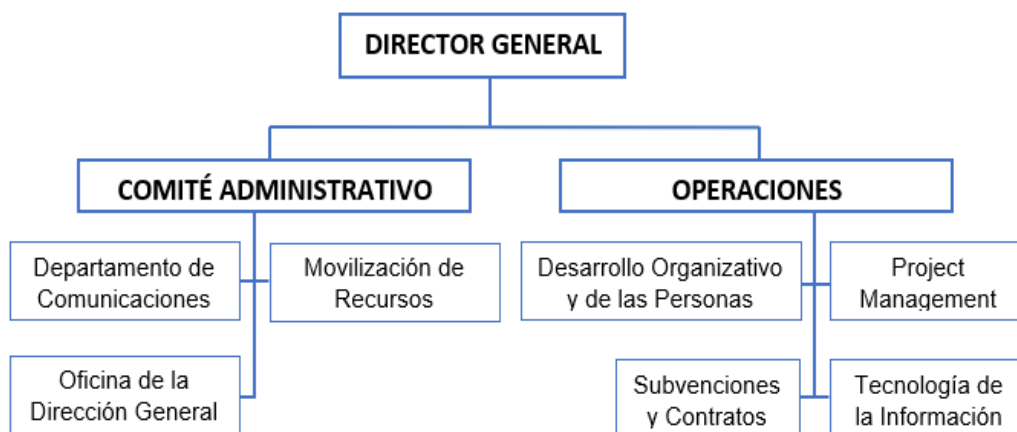 DIRECTOR GENERAL
COMITÉ ADMINISTRATIVO
OPERACIONES
Departamento de
Comunicaciones
Movilización de
Recursos
Desarrollo Organizativo
y de las Personas
Project
Management
Oficina de la
Dirección General
Subvenciones
y Contratos
Tecnología de
la Información